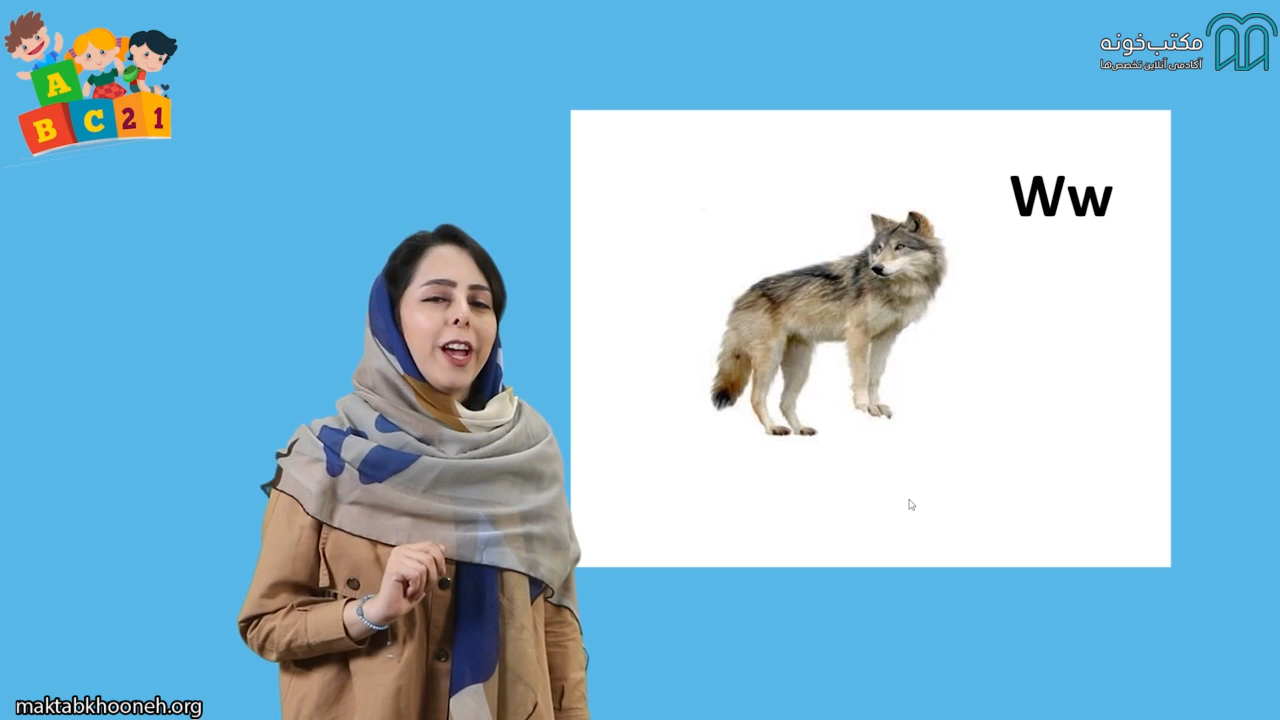 A
B C 2 1
مکتب‌خونه
آکادمی آنلاین تخصص‌ها
Ww
maktabkhooneh.org